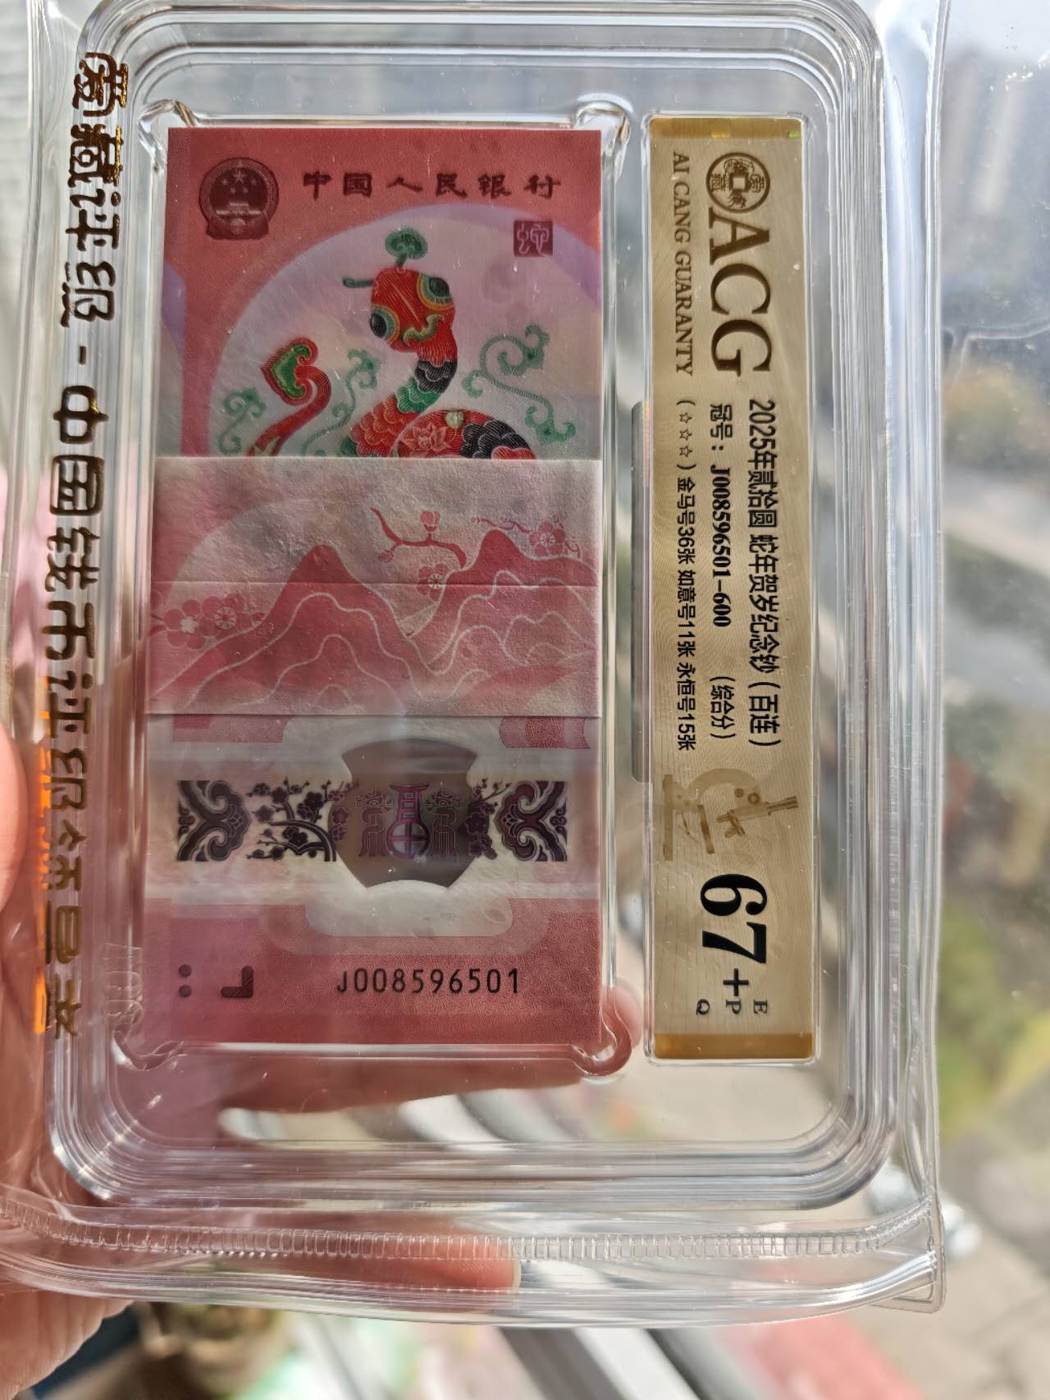 爱藏评级 - 中国钱币评级领导者
中国人民银行
J008596501
ACG
AI CANG GUARANTY
2025年贰拾圆 蛇年贺岁纪念钞（百连）
冠号：J008596501-600 （综合分）
(☆☆☆) 金马号36张 如意号11张 永恒号15张
67+
E
P
Q